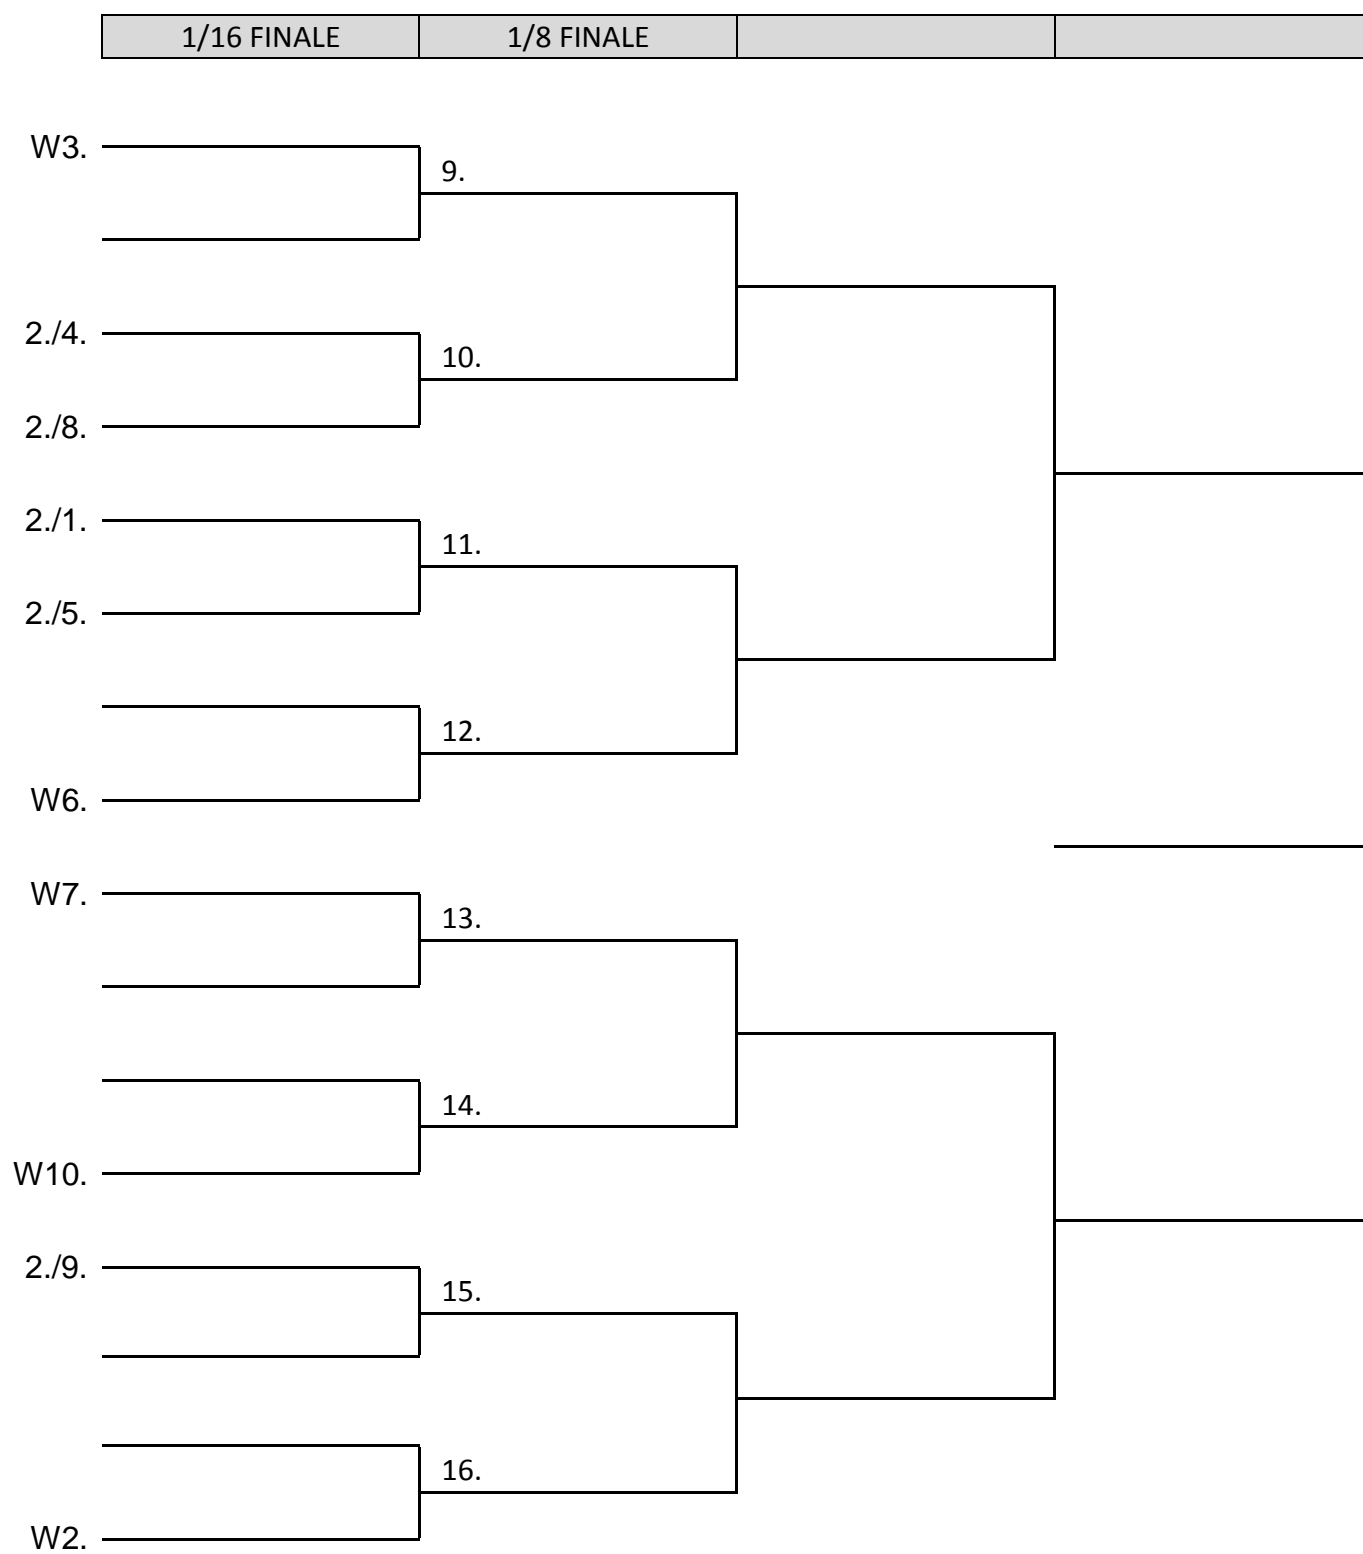 1/16 FINALE 1/8 FINALE
W3.
9.
2./4.
10.
2./8.
2./1.
11.
2./5.
12.
W6.
W7.
13.
14.
W10.
2./9.
15.
16.
W2.